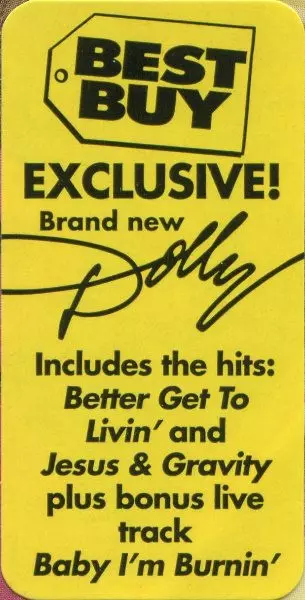 BEST
BUY
EXCLUSIVE!
Brand new
Dolly
Includes the hits:
Better Get To
Livin' and
Jesus & Gravity
plus bonus live
track
Baby I'm Burnin'